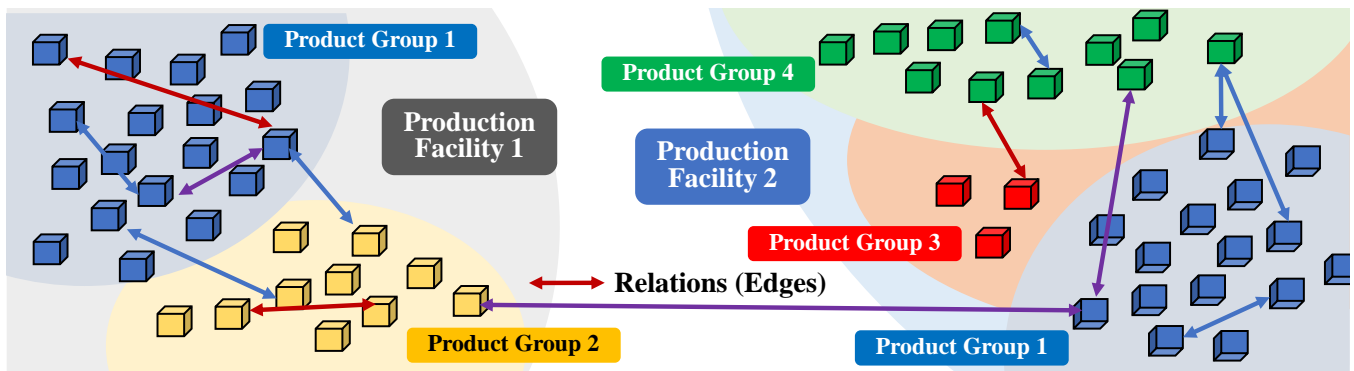 Product Group 1
Product Group 4
Production
Facility 1
Production
Facility 2
Product Group 3
Relations (Edges)
Product Group 2
Product Group 1